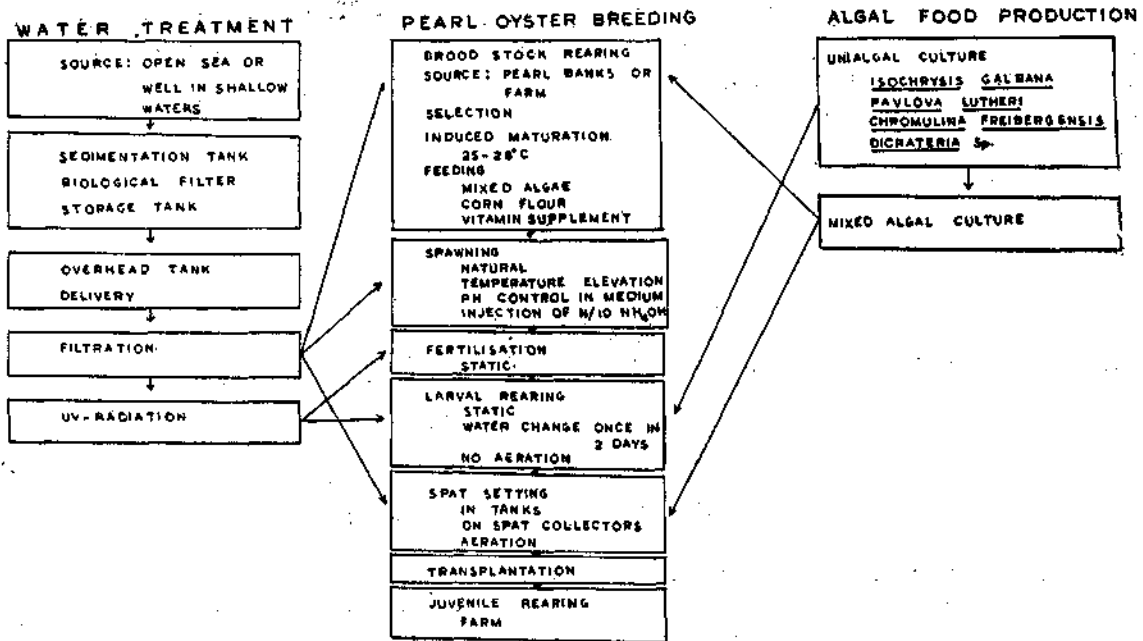 WATER TREATMENT
SOURCE: OPEN SEA OR
WELL IN SHALLOW
WATERS
SEDIMENTATION TANK
BIOLOGICAL FILTER
STORAGE TANK
OVERHEAD TANK
DELIVERY
FILTRATION
UV-RADIATION
PEARL OYSTER BREEDING
BROOD STOCK REARING
SOURCE: PEARL BANKS OR
FARM
SELECTION
INDUCED MATURATION
25-28°C
FEEDING
MIXED ALGAE
CORN FLOUR
VITAMIN SUPPLEMENT
SPAWNING
NATURAL
TEMPERATURE ELEVATION
PH CONTROL IN MEDIUM
INJECTION OF N/10 NH4OH
FERTILISATION
STATIC
LARVAL REARING
STATIC
WATER CHANGE ONCE IN
2 DAYS
NO AERATION
SPAT SETTING
IN TANKS
ON SPAT COLLECTORS
AERATION
TRANSPLANTATION
JUVENILE REARING
FARM
ALGAL FOOD PRODUCTION
UNIALGAL CULTURE
ISOCHRYSIS GALBANA
PAVLOVA LUTHERI
CHROMULINA FREIBERGENSIS
DICRATERIA Sp.
MIXED ALGAL CULTURE